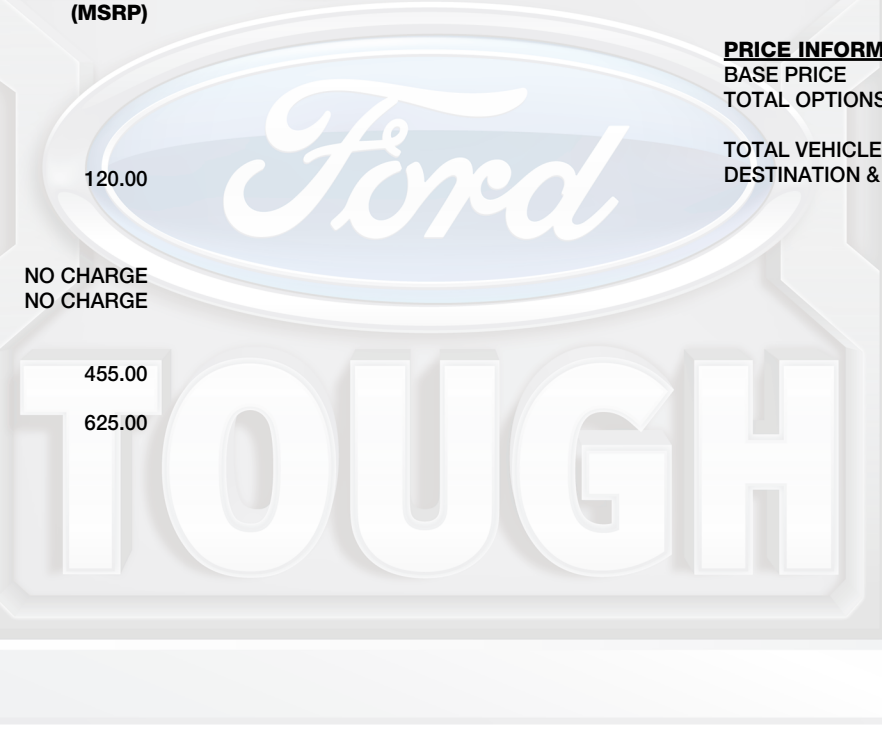 (MSRP)
120.00
NO CHARGE
NO CHARGE
455.00
625.00
PRICE INFORM
BASE PRICE
TOTAL OPTIONS
TOTAL VEHICLE
DESTINATION &
Ford
TOUGH